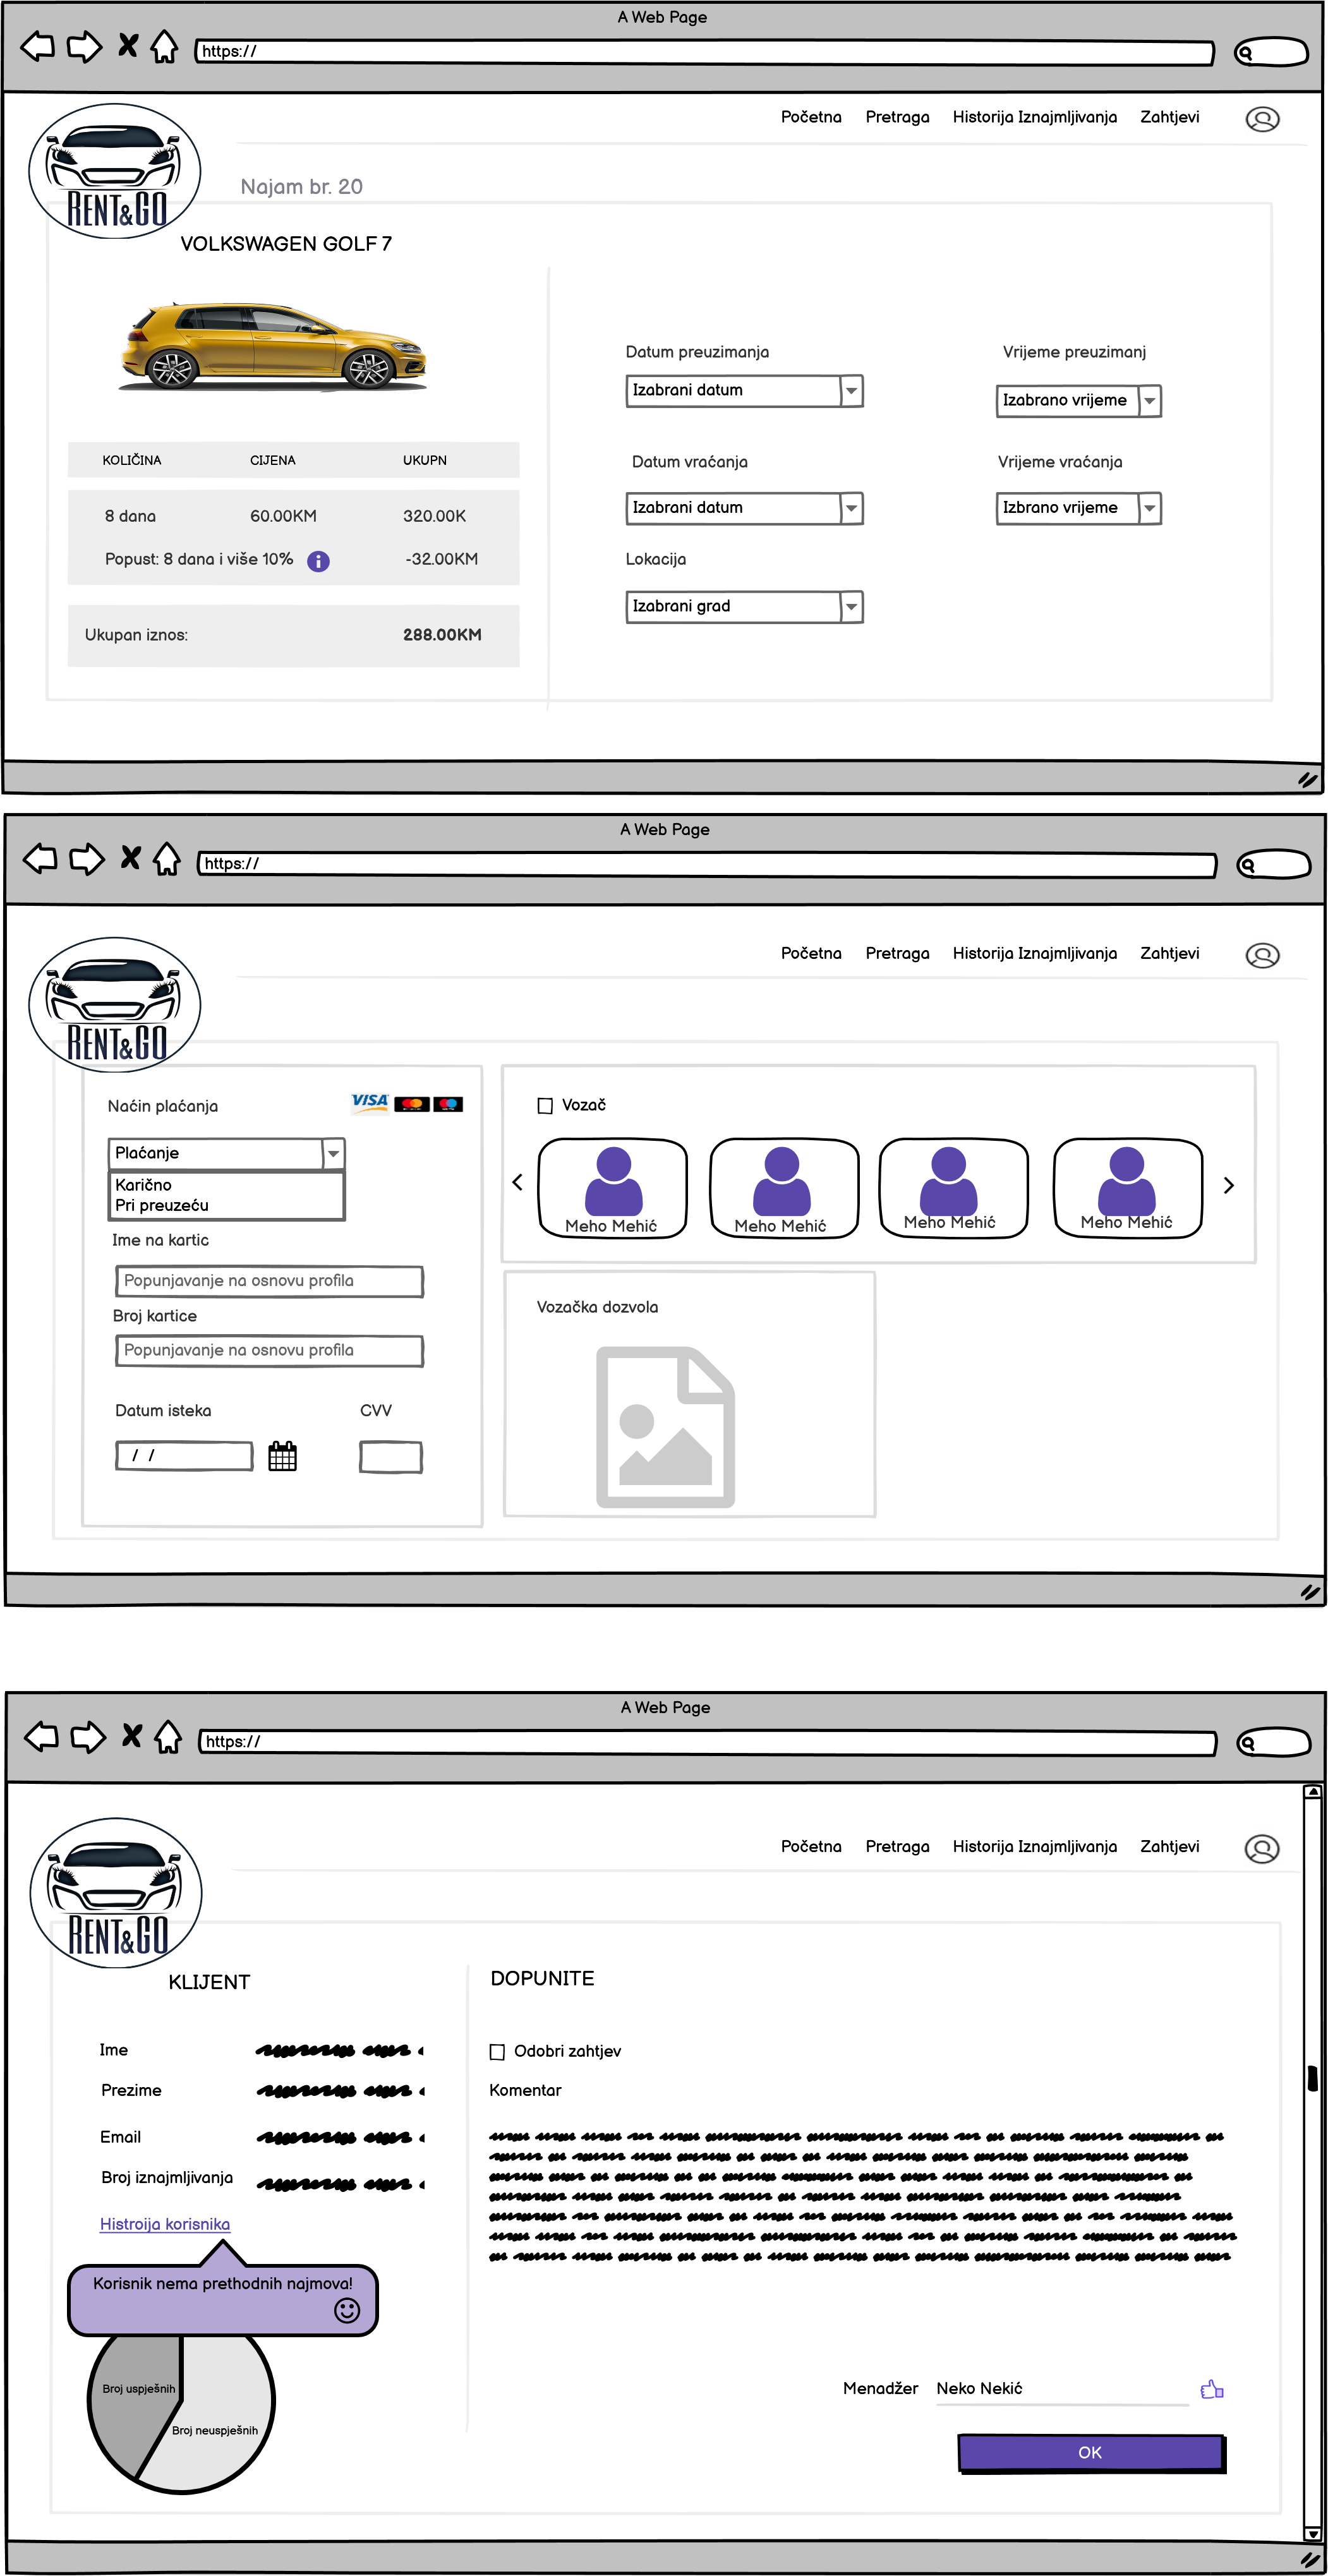 A Web Page
https://
Početna Pretraga Historija Iznajmljivanja Zahtjevi
RENT&GO
Najam br. 20
VOLKSWAGEN GOLF 7
Datum preuzimanja Vrijeme preuzimanj
Izabrani datum Izabrano vrijeme
KOLIČINA CIJENA UKUPN
Datum vraćanja Vrijeme vraćanja
8 dana 60.00KM 320.00K
Izabrani datum Izbrano vrijeme
Popust: 8 dana i više 10% -32.00KM
Lokacija
Izabrani grad
Ukupan iznos: 288.00KM
A Web Page
https://
Početna Pretraga Historija Iznajmljivanja Zahtjevi
RENT&GO
Naćin plaćanja VISA
Vozač
Plaćanje
Karično
Pri preuzeću
Meho Mehić Meho Mehić Meho Mehić Meho Mehić
Ime na kartic
Popunjavanje na osnovu profila
Broj kartice
Popunjavanje na osnovu profila
Vozačka dozvola
Datum isteka CVV
/ /
A Web Page
https://
Početna Pretraga Historija Iznajmljivanja Zahtjevi
RENT&GO
KLIJENT
Ime
Prezime
Email
Broj iznajmljivanja
Histroija korisnika
Korisnik nema prethodnih najmova!
Broj uspješnih
Broj neuspješnih
DOPUNITE
Odobri zahtjev
Komentar
Menadžer Neko Nekić
OK